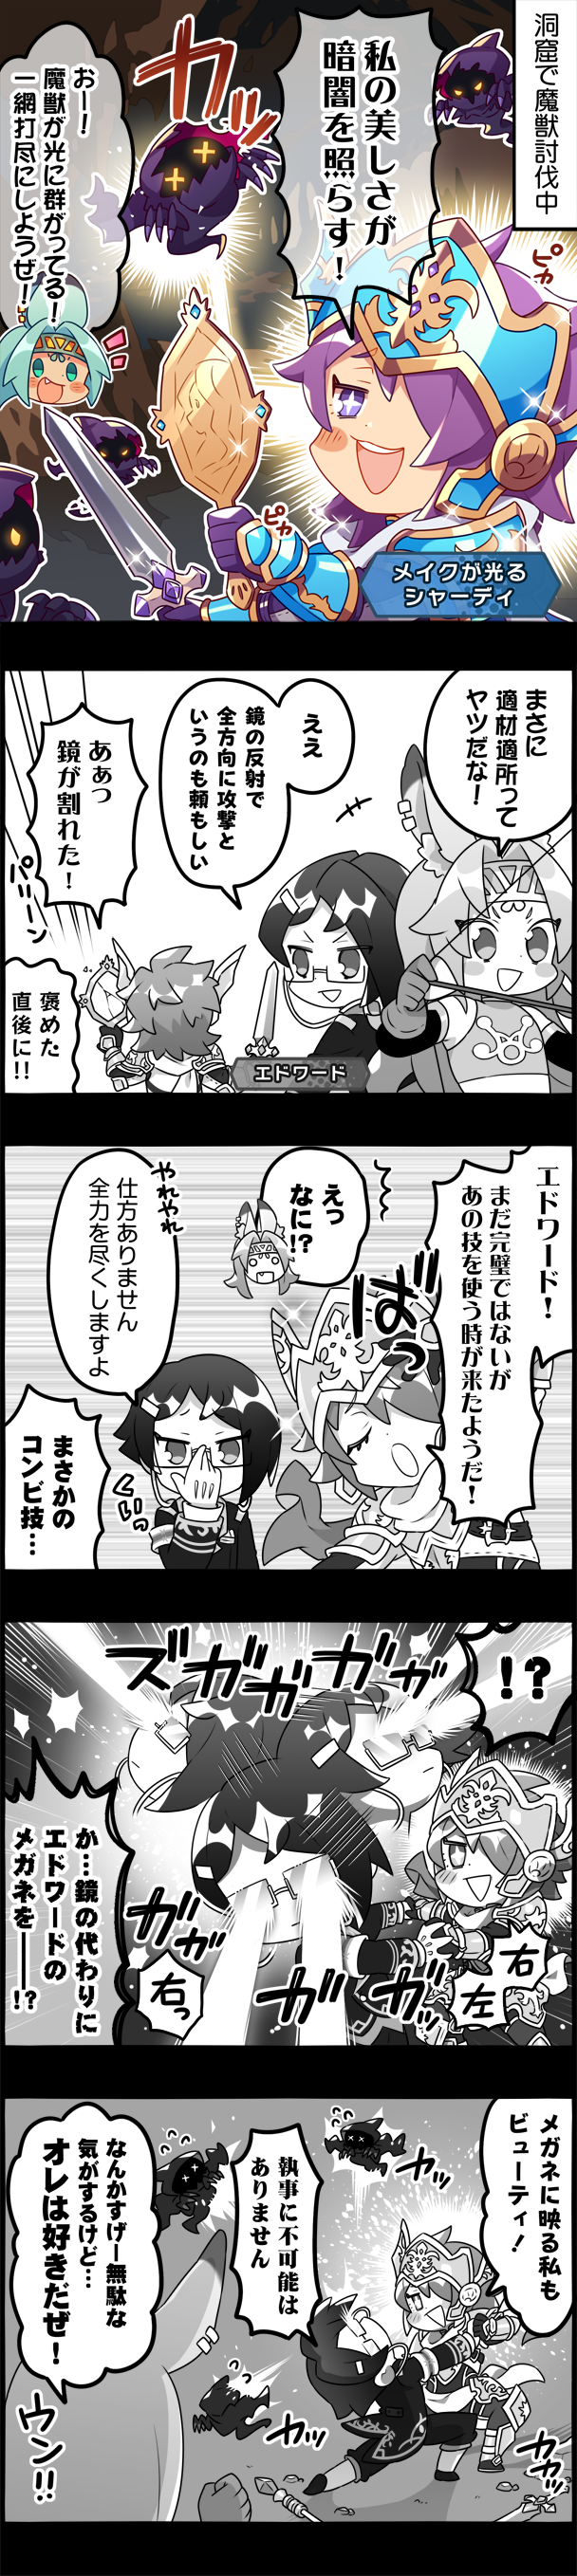 洞窟で魔獣討伐中
私の美しさが
暗闇を照らす!
ピカ
カッ
おー!
魔獣が光に群がってる!
一網打尽にしようぜ!
ピカ
メイクが光る
シャーディ
まさに
適材適所って
ヤツだな!
ええ
鏡の反射で
全方向に攻撃と
いうのも頼もしい
ああっ
鏡が割れた!
パリーン
褒めた
直後に!!
エドワード
エドワード!
まだ完璧ではないが
あの技を使う時が来たようだ!
ばっ
えっ
なに!?
やれやれ
仕方ありません
全力を尽くしますよ
くいっ
まさかの
コンビ技…
!?
ズガガガガ
右
左
ガガ
ガガ
右っ
か…鏡の代わりに
エドワードの
メガネを──!?
メガネに映る私も
ビューティ!
カッ
執事に不可能は
ありません
なんかすげー無駄な
気がするけど…
オレは好きだぜ!
カッ
カカッ
ウン!!